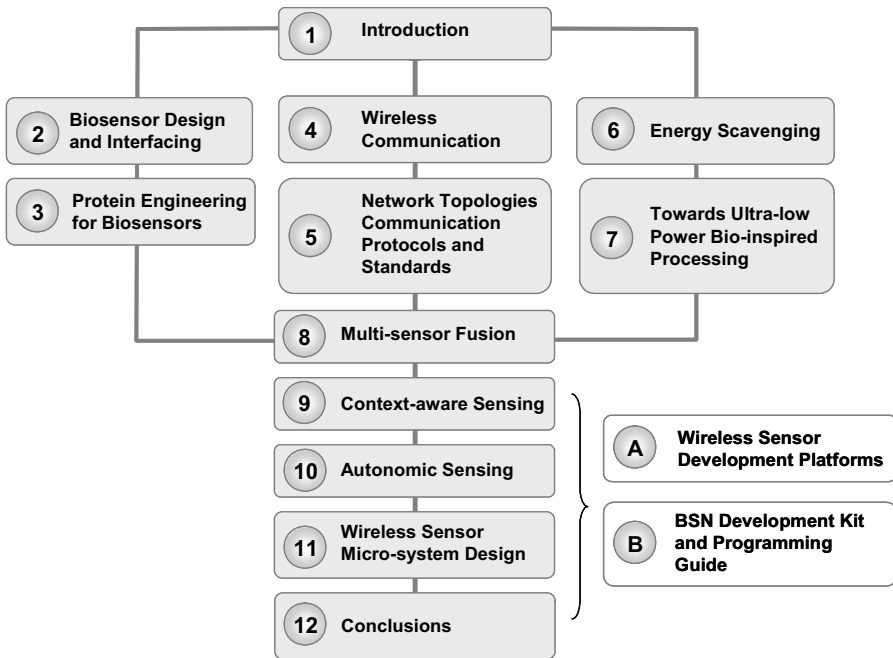 1
Introduction
2
Biosensor Design
and Interfacing
3
Protein Engineering
for Biosensors
4
Wireless
Communication
5
Network Topologies
Communication
Protocols and
Standards
6
Energy Scavenging
7
Towards Ultra-low
Power Bio-inspired
Processing
8
Multi-sensor Fusion
9
Context-aware Sensing
10
Autonomic Sensing
11
Wireless Sensor
Micro-system Design
12
Conclusions
A
Wireless Sensor
Development Platforms
B
BSN Development Kit
and Programming
Guide